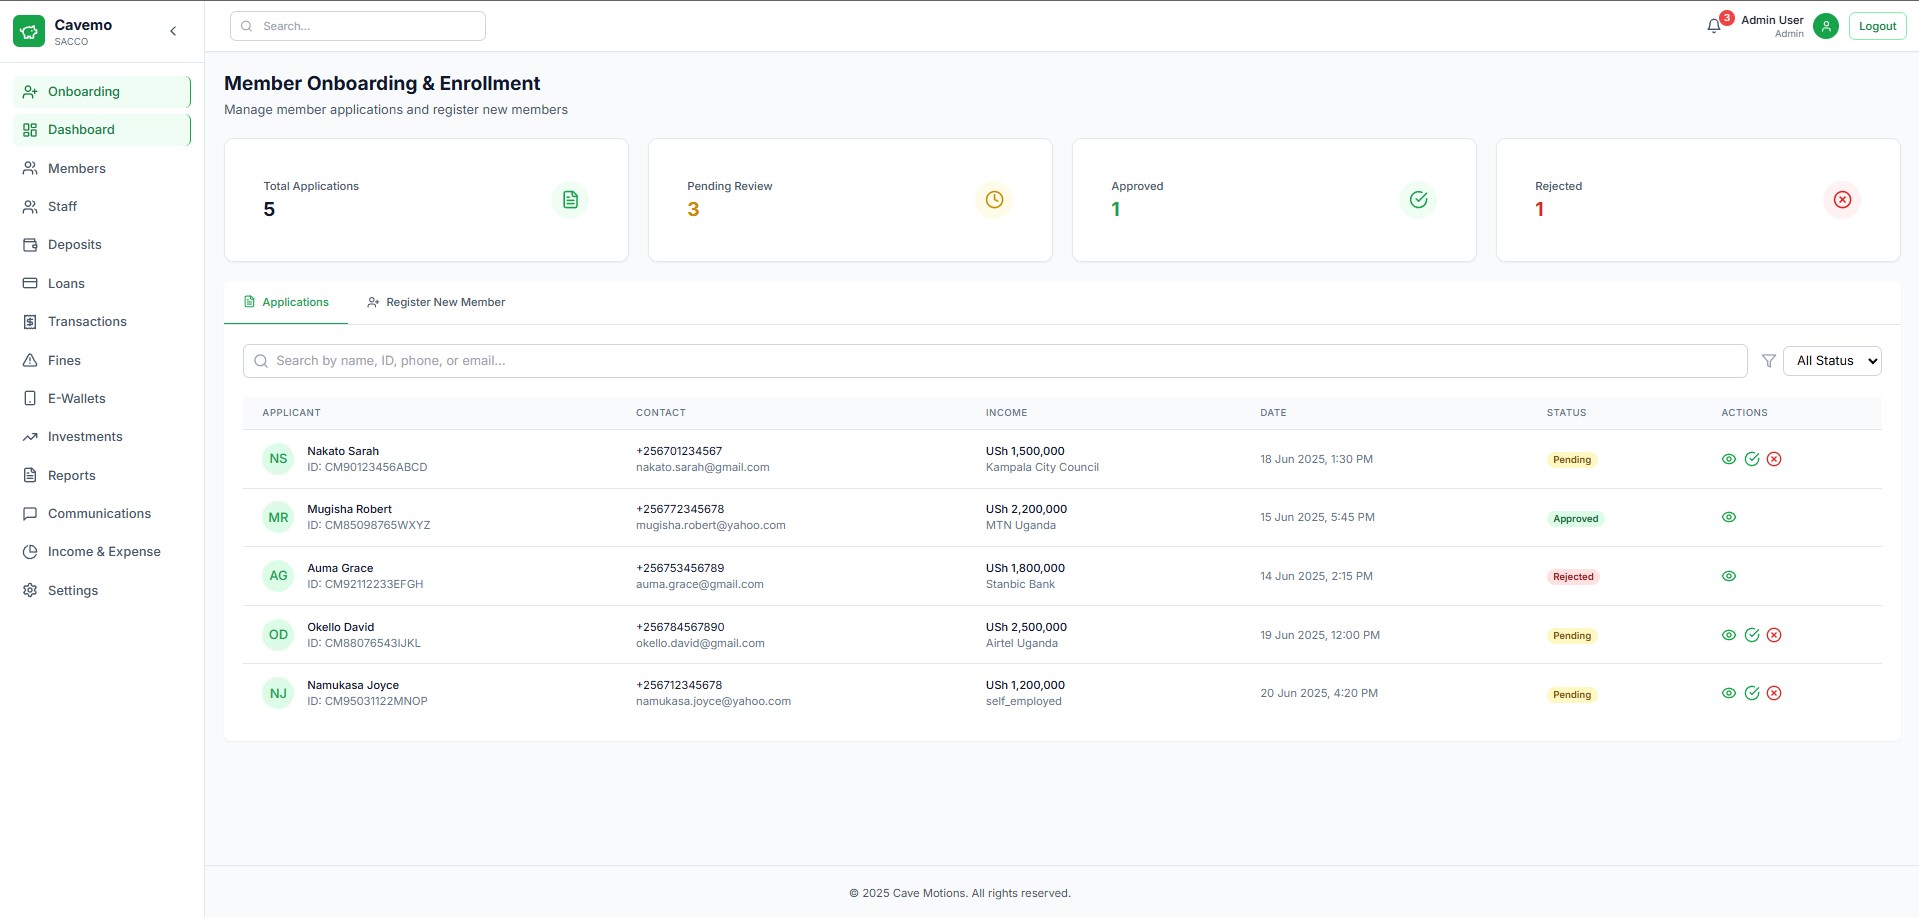 Cavemo
SACCO
Search...
3
Admin User
Admin
Logout
Onboarding
Dashboard
Members
Staff
Deposits
Loans
Transactions
Fines
E-Wallets
Investments
Reports
Communications
Income & Expense
Settings
Member Onboarding & Enrollment
Manage member applications and register new members
Total Applications
5
Pending Review
3
Approved
1
Rejected
1
Applications
Register New Member
Search by name, ID, phone, or email...
All Status
APPLICANT CONTACT INCOME DATE STATUS ACTIONS
NS
Nakato Sarah
ID: CM90123456ABCD
+256701234567
nakato.sarah@gmail.com
USh 1,500,000
Kampala City Council
18 Jun 2025, 1:30 PM
Pending
MR
Mugisha Robert
ID: CM85098765WXYZ
+256772345678
mugisha.robert@yahoo.com
USh 2,200,000
MTN Uganda
15 Jun 2025, 5:45 PM
Approved
AG
Auma Grace
ID: CM92112233EFGH
+256753456789
auma.grace@gmail.com
USh 1,800,000
Stanbic Bank
14 Jun 2025, 2:15 PM
Rejected
OD
Okello David
ID: CM88076543IJKL
+256784567890
okello.david@gmail.com
USh 2,500,000
Airtel Uganda
19 Jun 2025, 12:00 PM
Pending
NJ
Namukasa Joyce
ID: CM95031122MNOP
+256712345678
namukasa.joyce@yahoo.com
USh 1,200,000
self_employed
20 Jun 2025, 4:20 PM
Pending
© 2025 Cave Motions. All rights reserved.